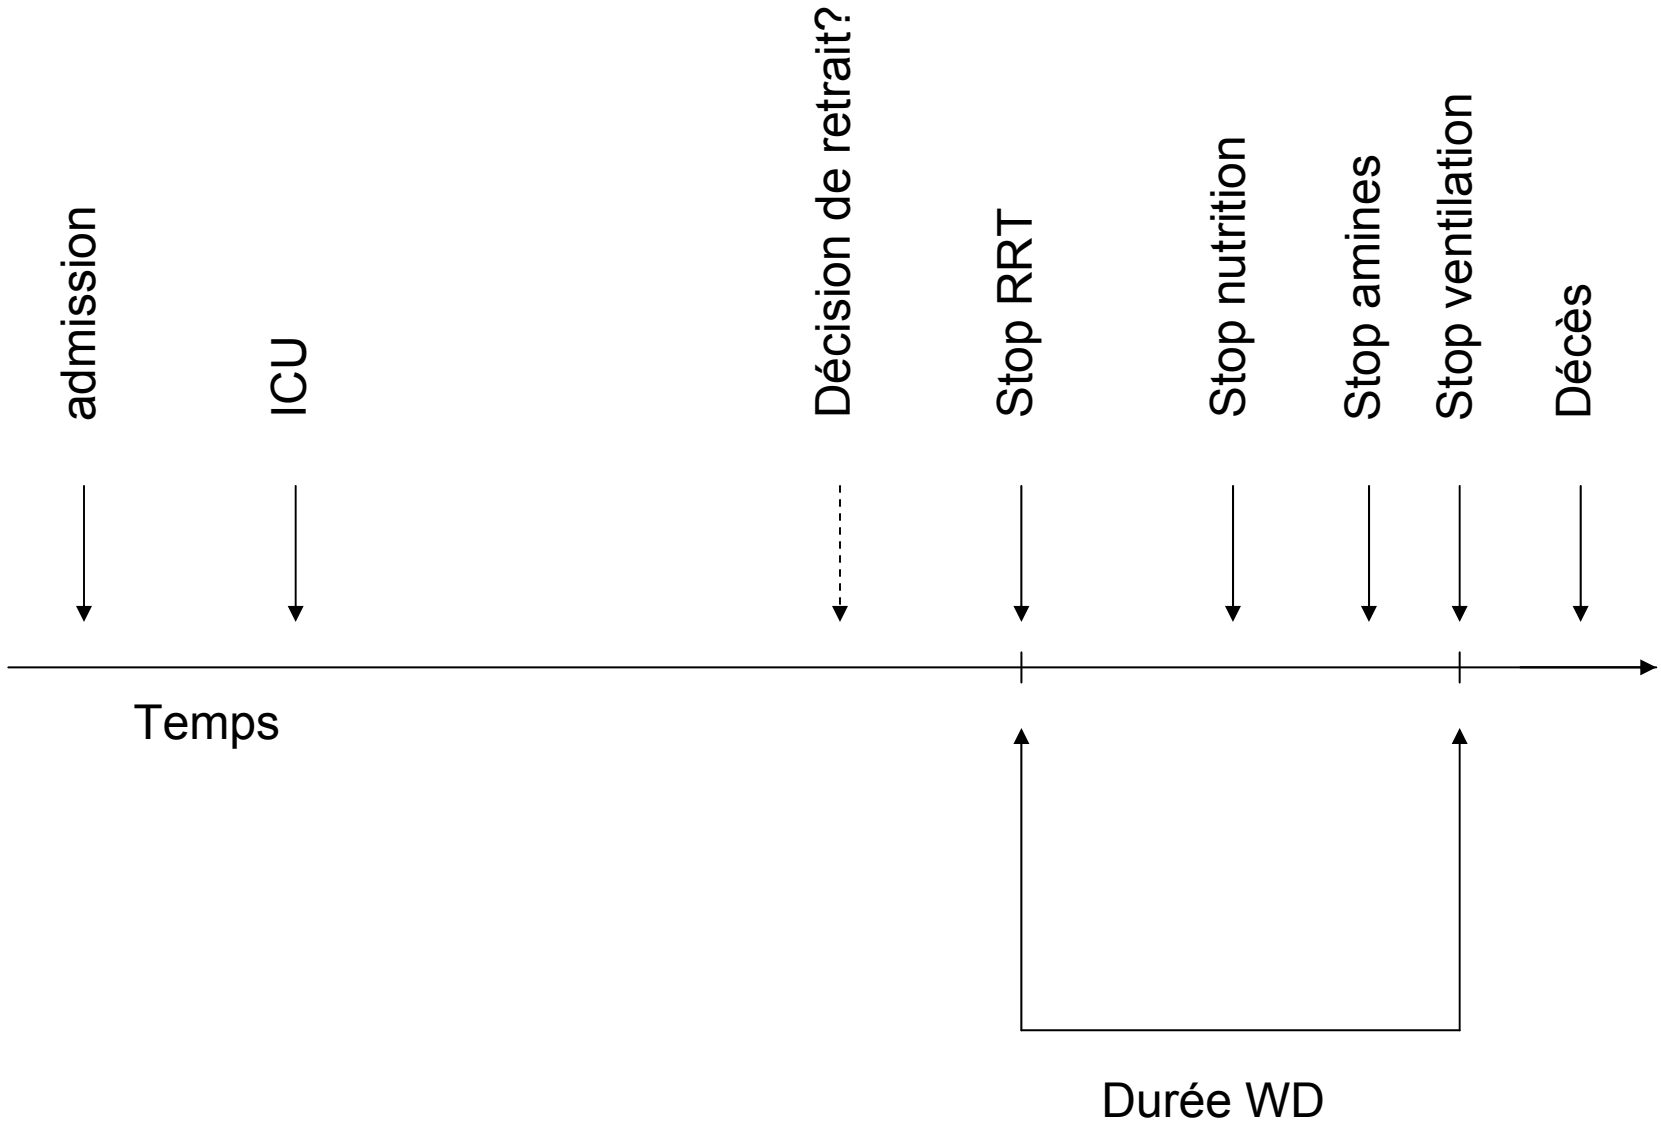 admission
ICU
Décision de retrait?
Stop RRT
Stop nutrition
Stop amines
Stop ventilation
Décès
Temps
Durée WD